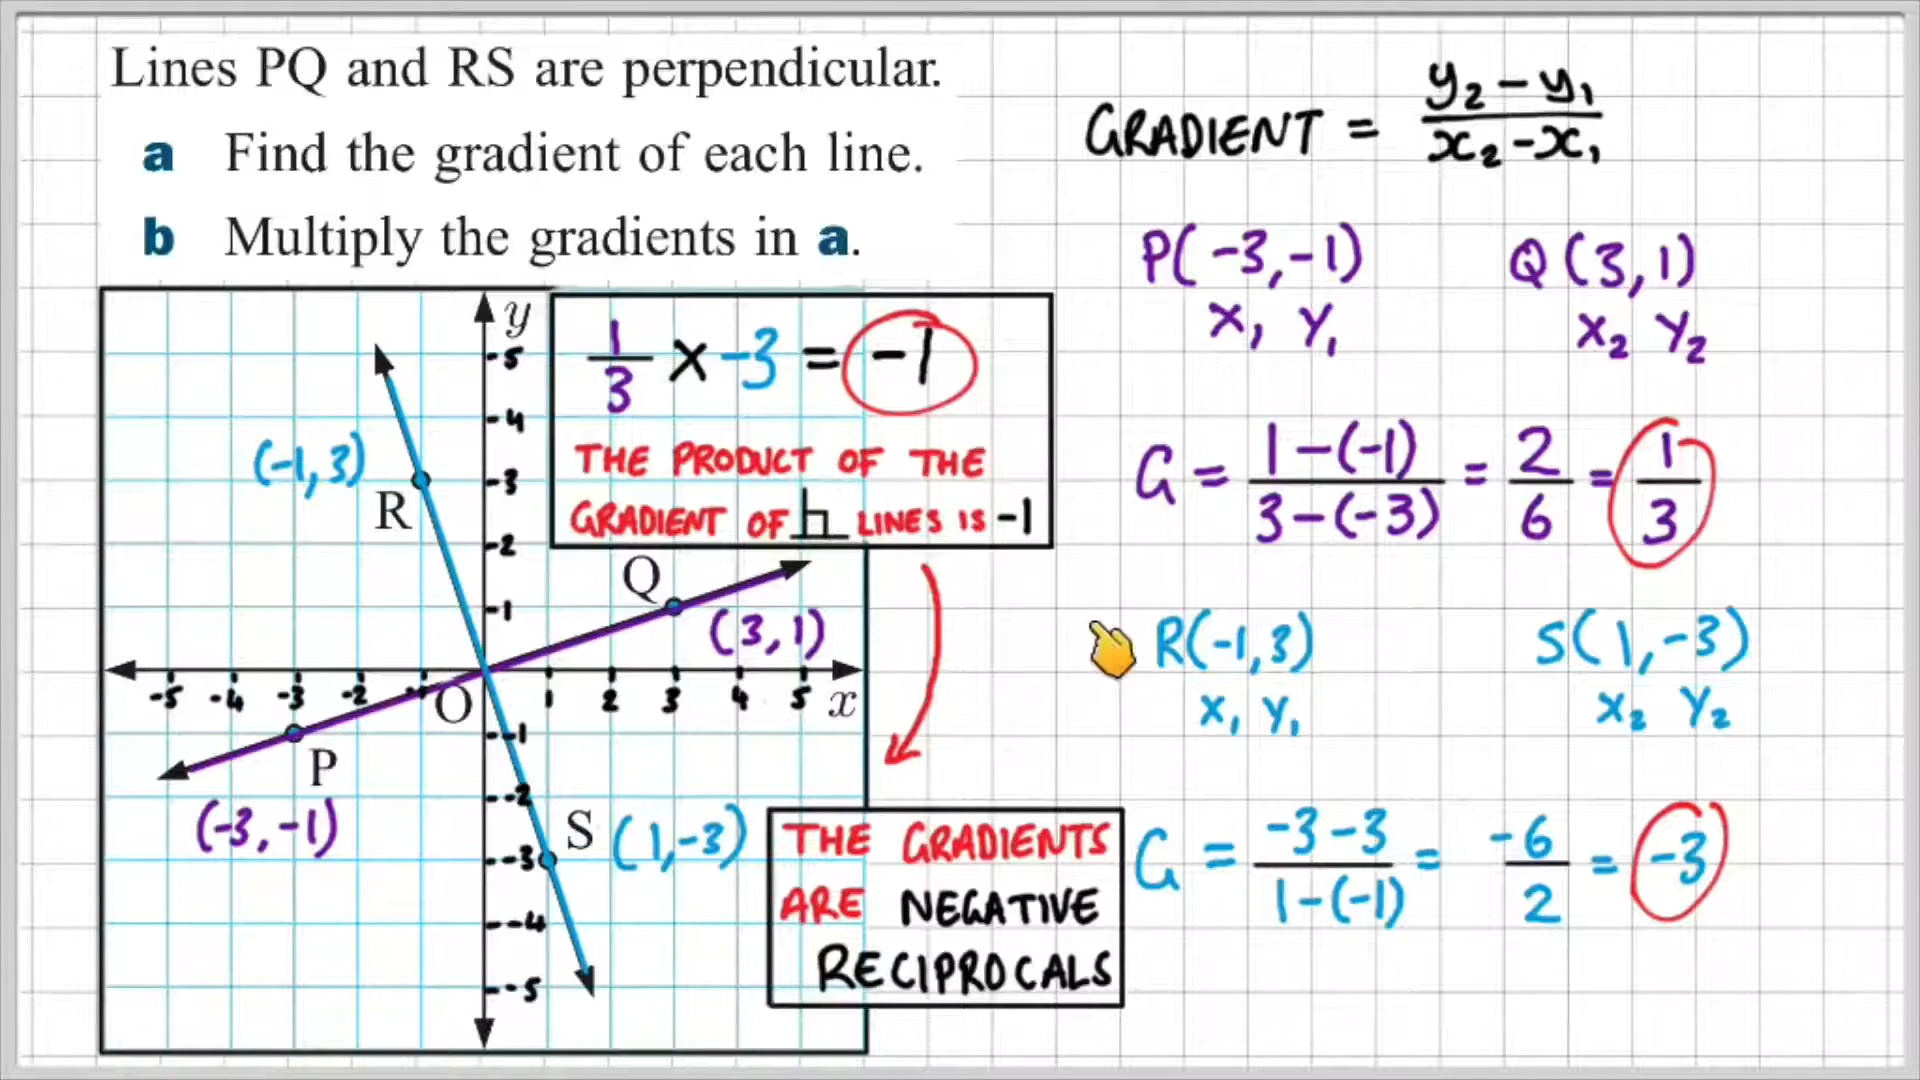 Lines PQ and RS are perpendicular.
a Find the gradient of each line.
b Multiply the gradients in a.
GRADIENT = y₂-y₁/x₂-x₁
P(-3,-1) Q(3,1)
x₁ y₁ x₂ y₂
G = 1-(-1)/3-(-3) = 2/6 = 1/3
R(-1,3) S(1,-3)
x₁ y₁ x₂ y₂
G = -3-3/1-(-1) = -6/2 = -3
1/3 x -3 = -1
THE PRODUCT OF THE
GRADIENT OF LINES IS -1
THE GRADIENTS
ARE NEGATIVE
RECIPROCALS
y
5
4
3
2
1
-5 -4 -3 -2 -1 O 1 2 3 4 5 x
-1
-2
-3
-4
-5
(-1,3)
R
Q
(3,1)
P
(-3,-1)
S (1,-3)